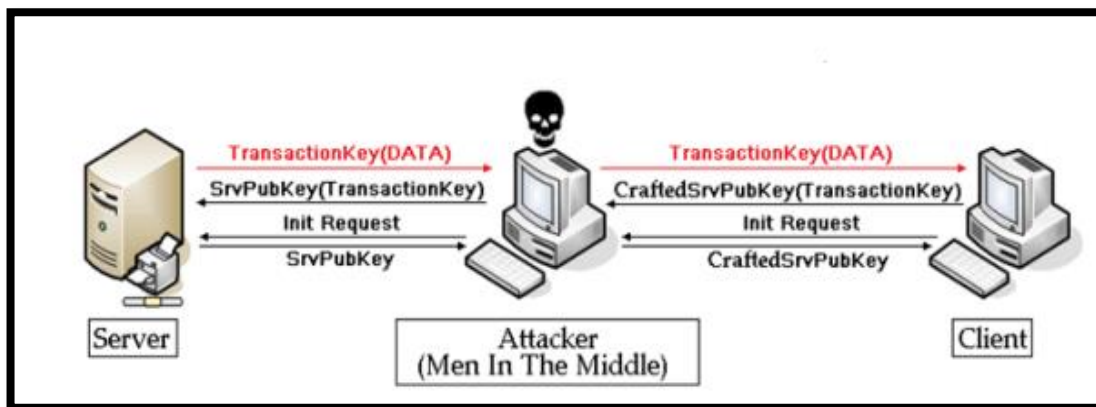 TransactionKey(DATA)
TransactionKey(DATA)
SrvPubKey(TransactionKey)
CraftedSrvPubKey(TransactionKey)
Init Request
Init Request
SrvPubKey
CraftedSrvPubKey
Server
Attacker
(Men In The Middle)
Client